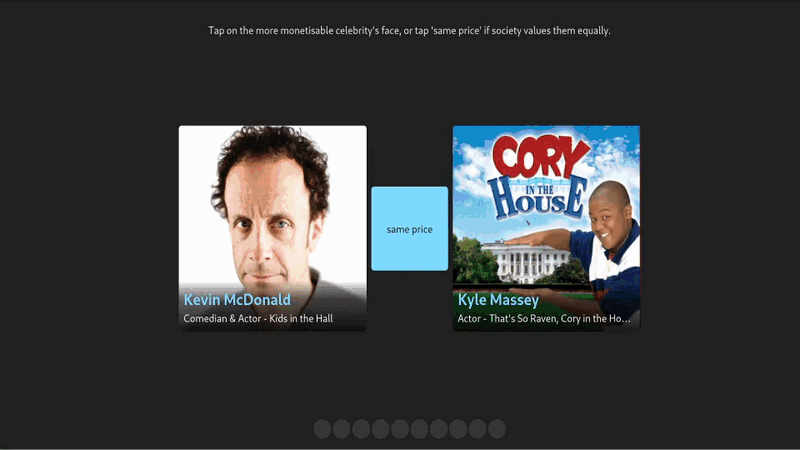 Tap on the more monetisable celebrity's face, or tap 'same price' if society values them equally.
CORY
IN THE
HOUSE
same price
Kevin McDonald
Comedian & Actor - Kids in the Hall
Kyle Massey
Actor - That's So Raven, Cory in the Ho...